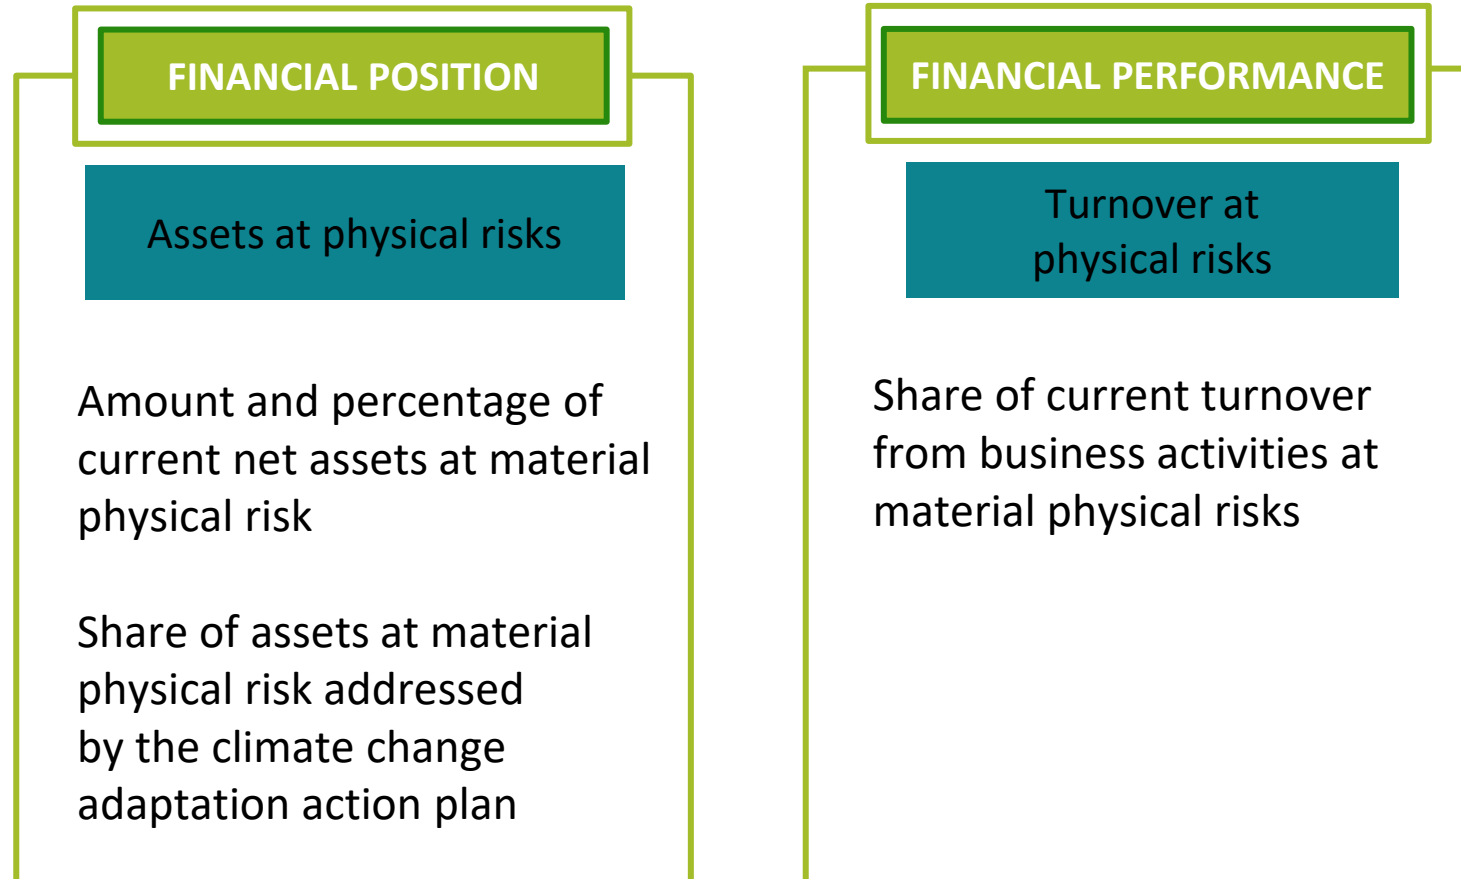 FINANCIAL POSITION
Assets at physical risks
Amount and percentage of
current net assets at material
physical risk
Share of assets at material
physical risk addressed
by the climate change
adaptation action plan
FINANCIAL PERFORMANCE
Turnover at
physical risks
Share of current turnover
from business activities at
material physical risks